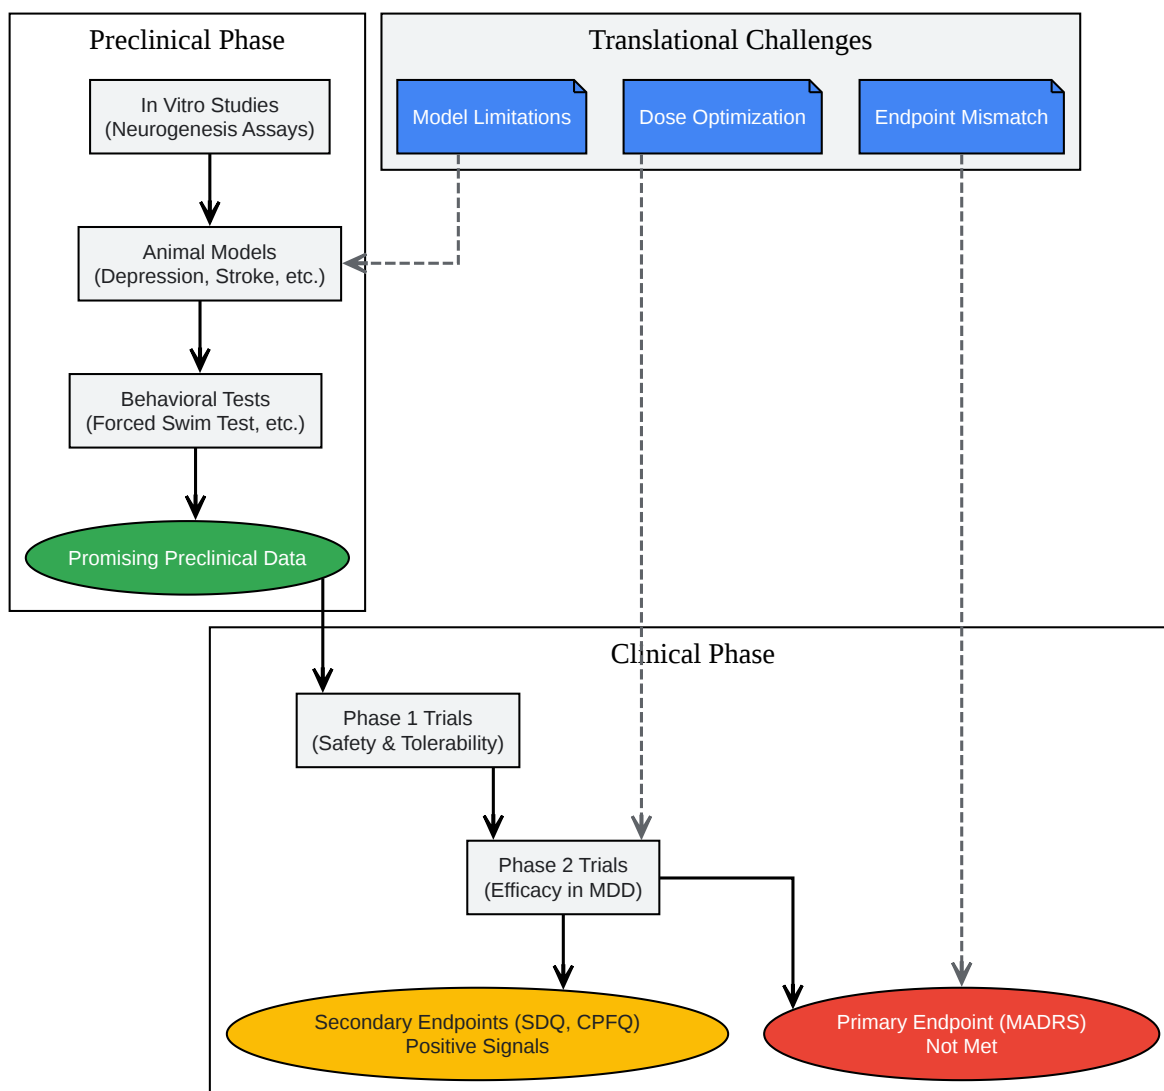 Preclinical Phase
In Vitro Studies
(Neurogenesis Assays)
Animal Models
(Depression, Stroke, etc.)
Behavioral Tests
(Forced Swim Test, etc.)
Promising Preclinical Data
Translational Challenges
Model Limitations
Dose Optimization
Endpoint Mismatch
Clinical Phase
Phase 1 Trials
(Safety & Tolerability)
Phase 2 Trials
(Efficacy in MDD)
Secondary Endpoints (SDQ, CPFQ)
Positive Signals
Primary Endpoint (MADRS)
Not Met